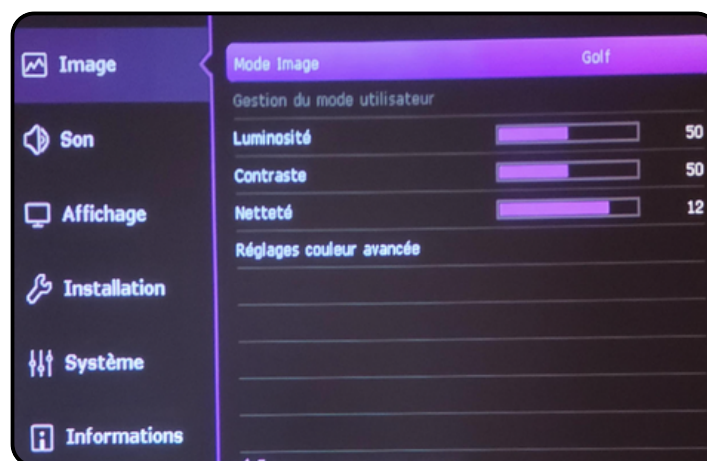 Image
Son
Affichage
Installation
Système
Informations
Mode Image Golf
Gestion du mode utilisateur
Luminosité 50
Contraste 50
Netteté 12
Réglages couleur avancée